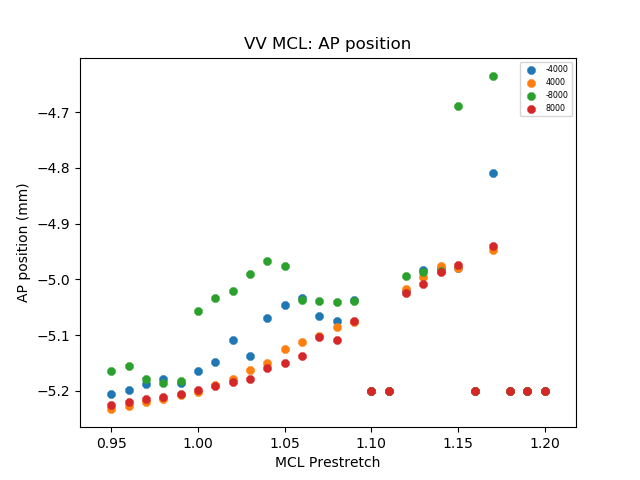 VV MCL: AP position
-4000
4000
-8000
8000
AP position (mm)
−4.7
−4.8
−4.9
−5.0
−5.1
−5.2
0.95 1.00 1.05 1.10 1.15 1.20
MCL Prestretch